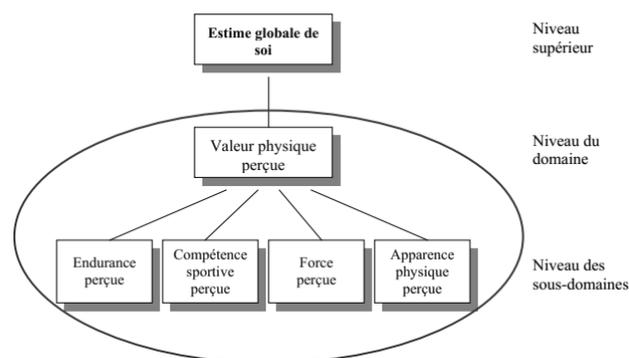 Estime globale de
soi
Niveau
supérieur
Valeur physique
perçue
Niveau du
domaine
Endurance
perçue
Compétence
sportive
perçue
Force
perçue
Apparence
physique
perçue
Niveau des
sous-domaines